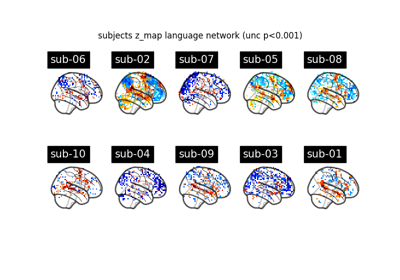 subjects z_map language network (unc p<0.001)
sub-06 sub-02 sub-07 sub-05 sub-08
sub-10 sub-04 sub-09 sub-03 sub-01